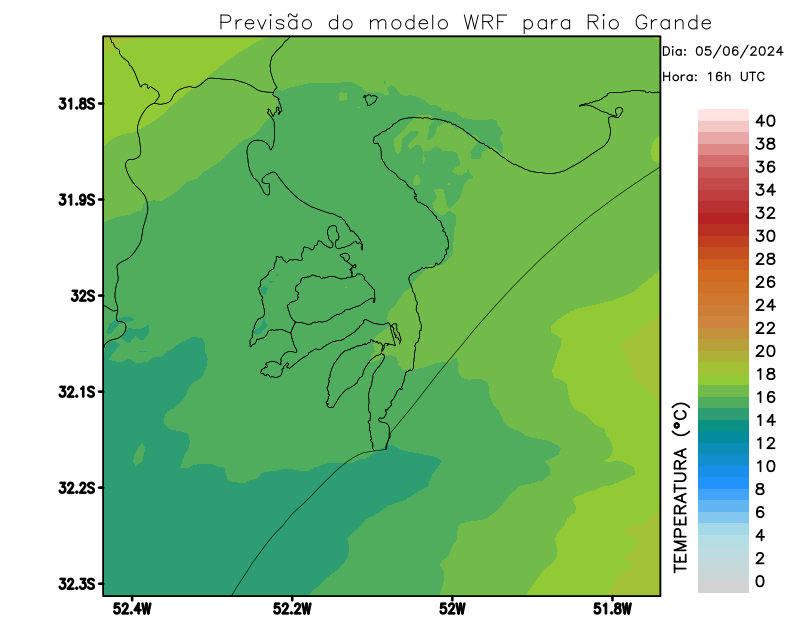 Previsão do modelo WRF para Rio Grande
Dia: 05/06/2024
Hora: 16h UTC
31.8S
31.9S
32S
32.1S
32.2S
32.3S
52.4W
52.2W
52W
51.8W
TEMPERATURA (°C)
40
38
36
34
32
30
28
26
24
22
20
18
16
14
12
10
8
6
4
2
0